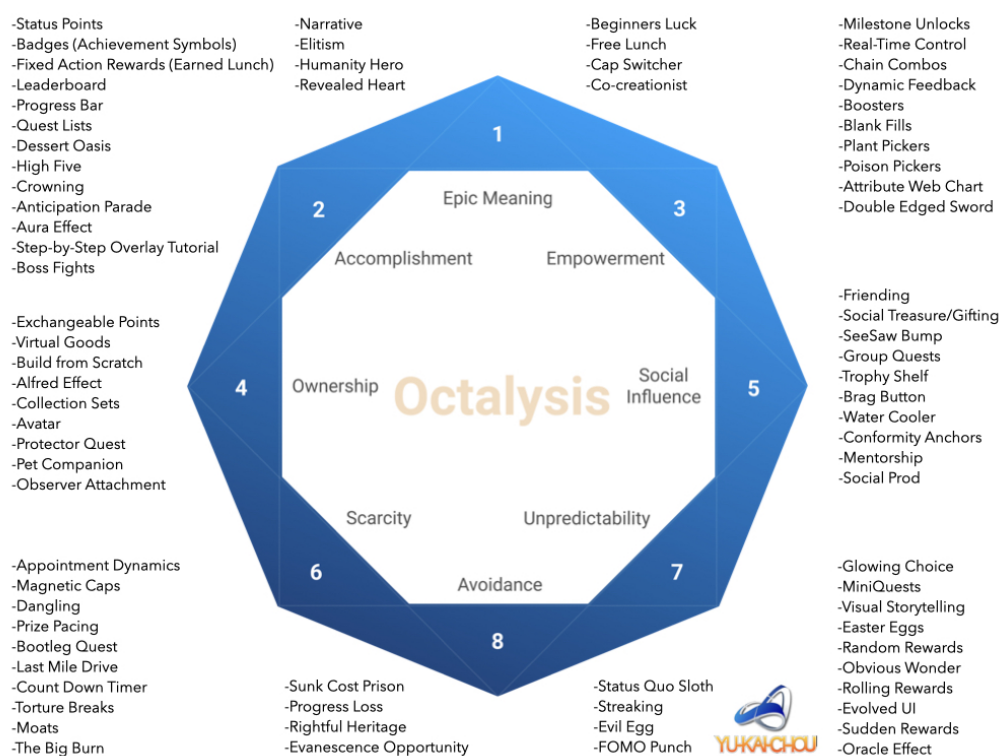 -Status Points
-Badges (Achievement Symbols)
-Fixed Action Rewards (Earned Lunch)
-Leaderboard
-Progress Bar
-Quest Lists
-Dessert Oasis
-High Five
-Crowning
-Anticipation Parade
-Aura Effect
-Step-by-Step Overlay Tutorial
-Boss Fights
-Narrative
-Elitism
-Humanity Hero
-Revealed Heart
-Beginners Luck
-Free Lunch
-Cap Switcher
-Co-creationist
-Milestone Unlocks
-Real-Time Control
-Chain Combos
-Dynamic Feedback
-Boosters
-Blank Fills
-Plant Pickers
-Poison Pickers
-Attribute Web Chart
-Double Edged Sword
1
Epic Meaning
2
Accomplishment
3
Empowerment
-Exchangeable Points
-Virtual Goods
-Build from Scratch
-Alfred Effect
-Collection Sets
-Avatar
-Protector Quest
-Pet Companion
-Observer Attachment
4
Ownership
Octalysis
Social
Influence
5
-Friending
-Social Treasure/Gifting
-SeeSaw Bump
-Group Quests
-Trophy Shelf
-Brag Button
-Water Cooler
-Conformity Anchors
-Mentorship
-Social Prod
Scarcity
6
Unpredictability
7
Avoidance
8
-Appointment Dynamics
-Magnetic Caps
-Dangling
-Prize Pacing
-Bootleg Quest
-Last Mile Drive
-Count Down Timer
-Torture Breaks
-Moats
-The Big Burn
-Sunk Cost Prison
-Progress Loss
-Rightful Heritage
-Evanescence Opportunity
-Status Quo Sloth
-Streaking
-Evil Egg
-FOMO Punch
YU-KAI CHOU
-Glowing Choice
-MiniQuests
-Visual Storytelling
-Easter Eggs
-Random Rewards
-Obvious Wonder
-Rolling Rewards
-Evolved UI
-Sudden Rewards
-Oracle Effect